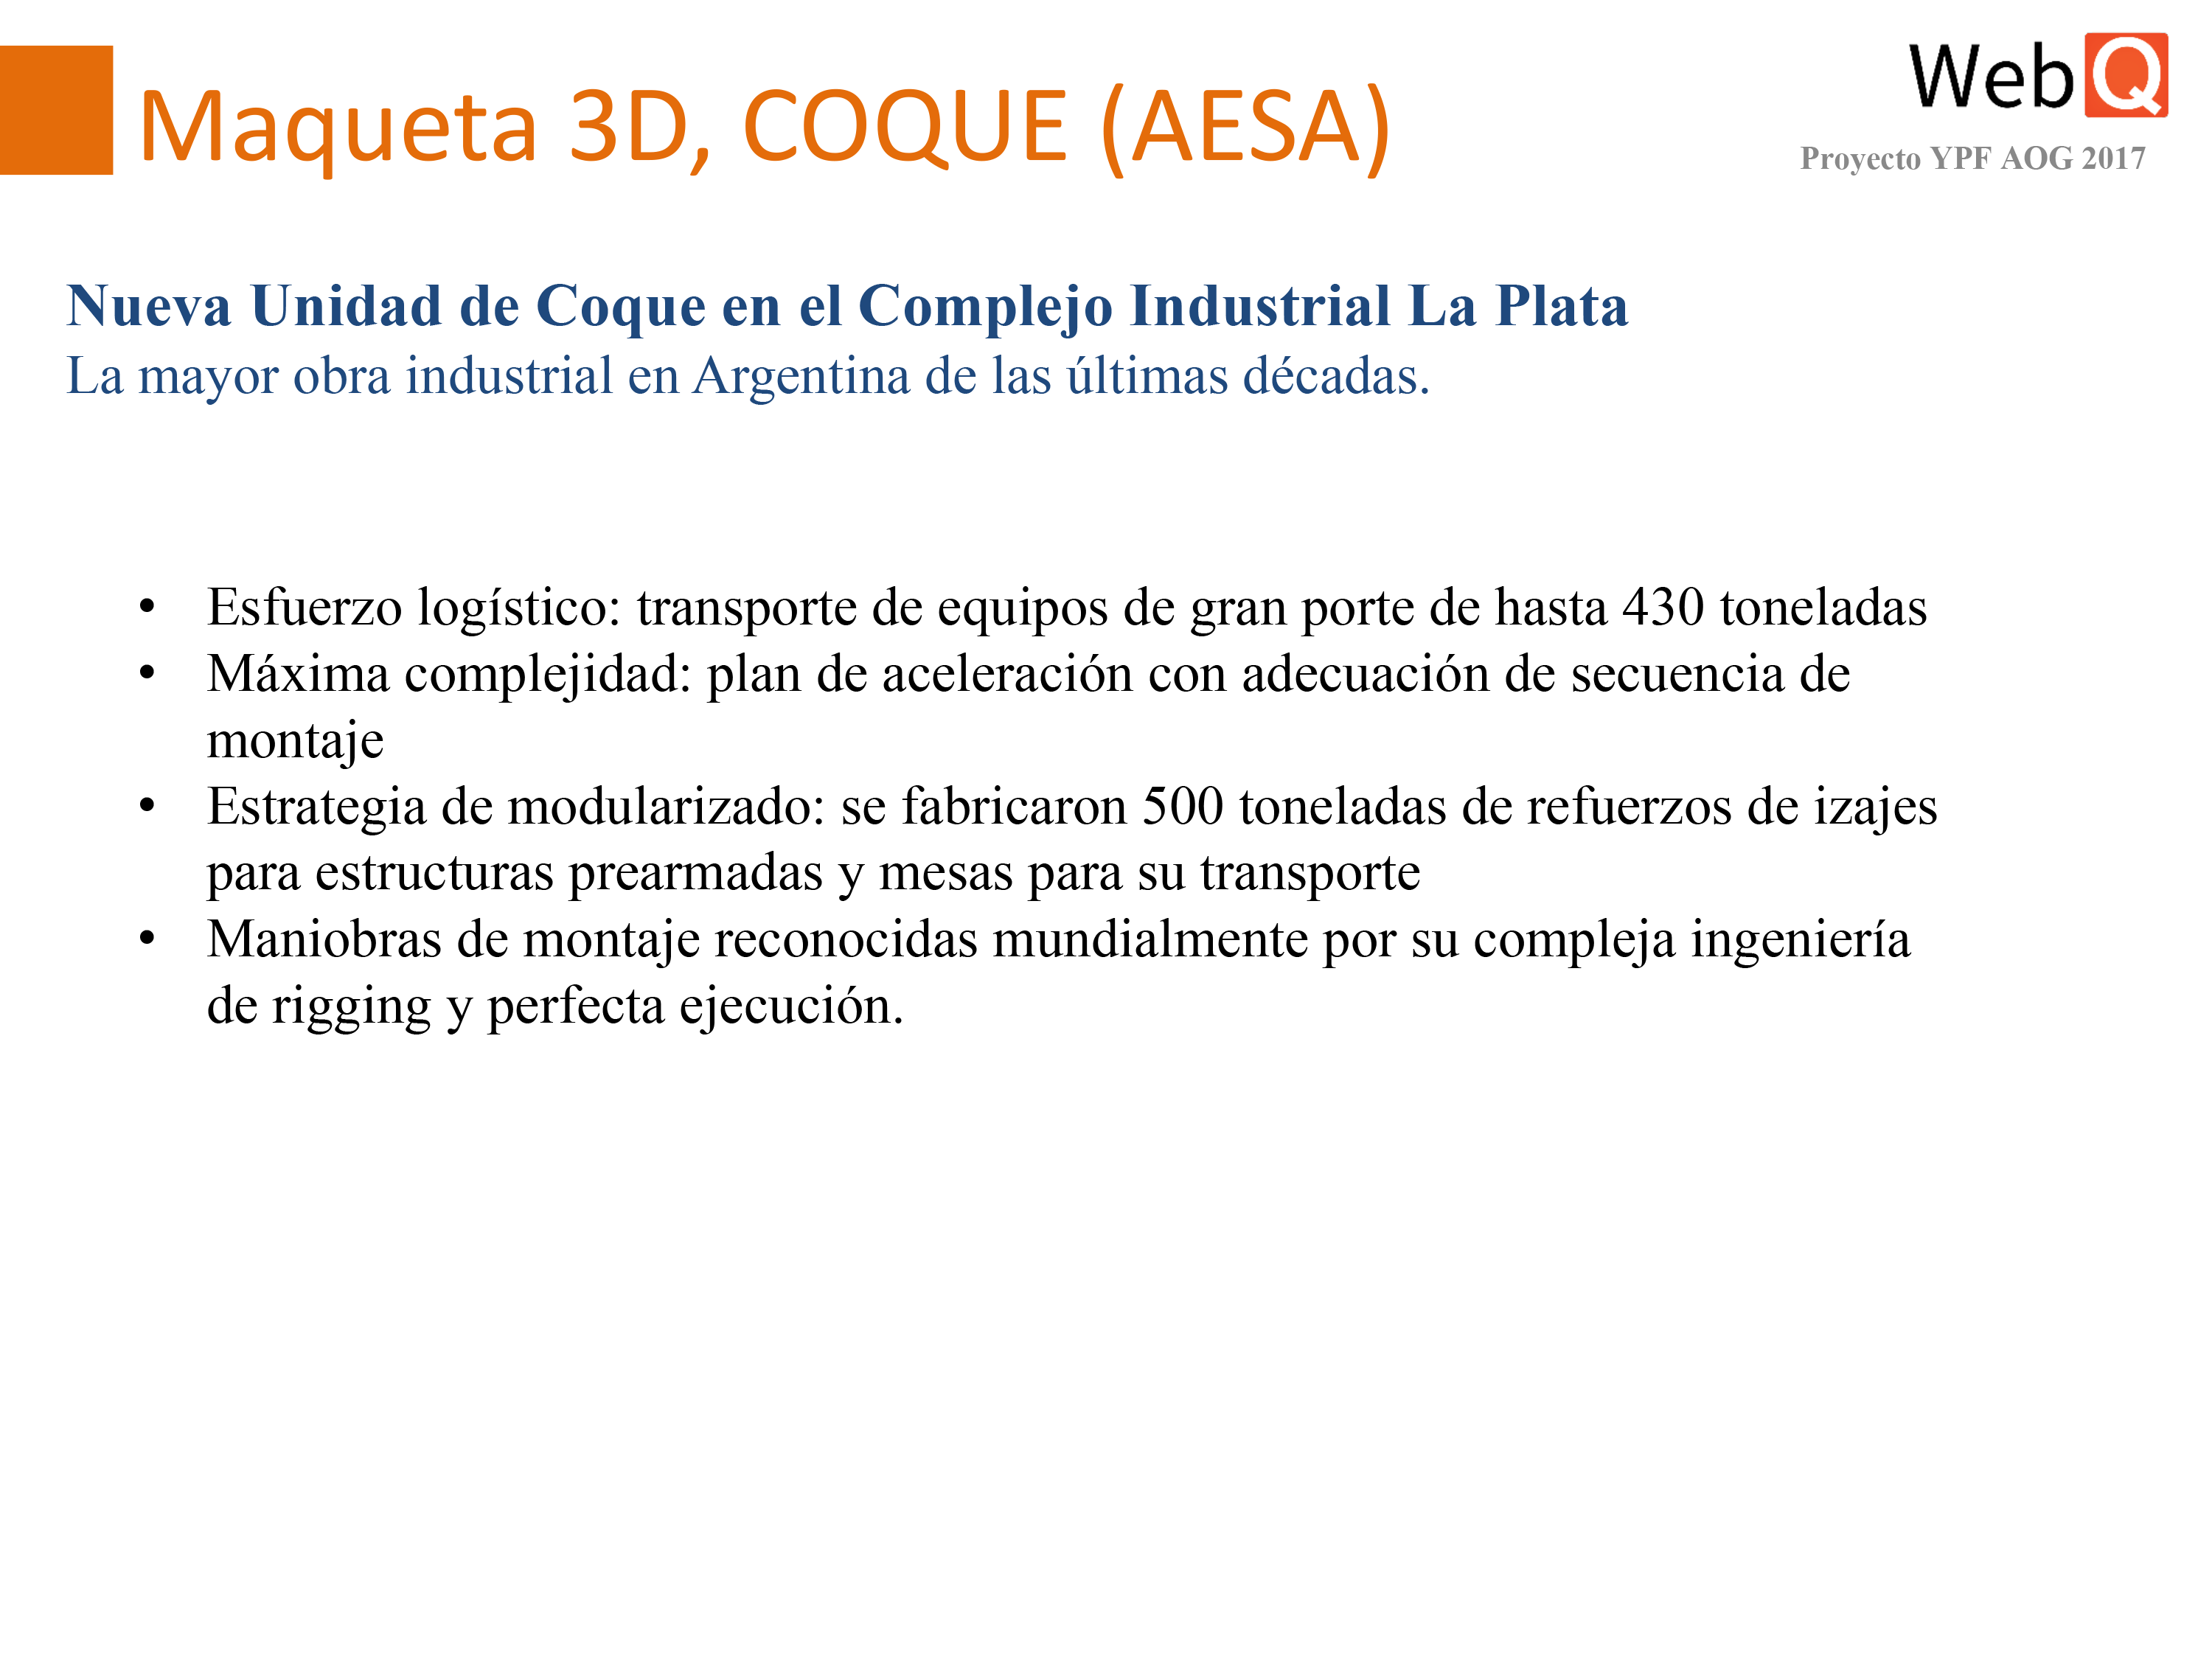 Maqueta 3D, COQUE (AESA)
WebQ
Proyecto YPF AOG 2017
Nueva Unidad de Coque en el Complejo Industrial La Plata
La mayor obra industrial en Argentina de las últimas décadas.
• Esfuerzo logístico: transporte de equipos de gran porte de hasta 430 toneladas
• Máxima complejidad: plan de aceleración con adecuación de secuencia de
montaje
• Estrategia de modularizado: se fabricaron 500 toneladas de refuerzos de izajes
para estructuras prearmadas y mesas para su transporte
• Maniobras de montaje reconocidas mundialmente por su compleja ingeniería
de rigging y perfecta ejecución.